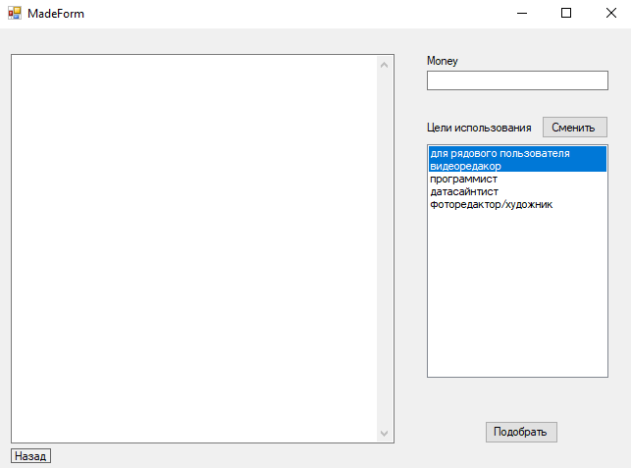 MadeForm
Money
Цели использования
Сменить
для рядового пользователя
видеоредакор
программист
датасайнтист
фоторедактор/художник
Подобрать
Назад